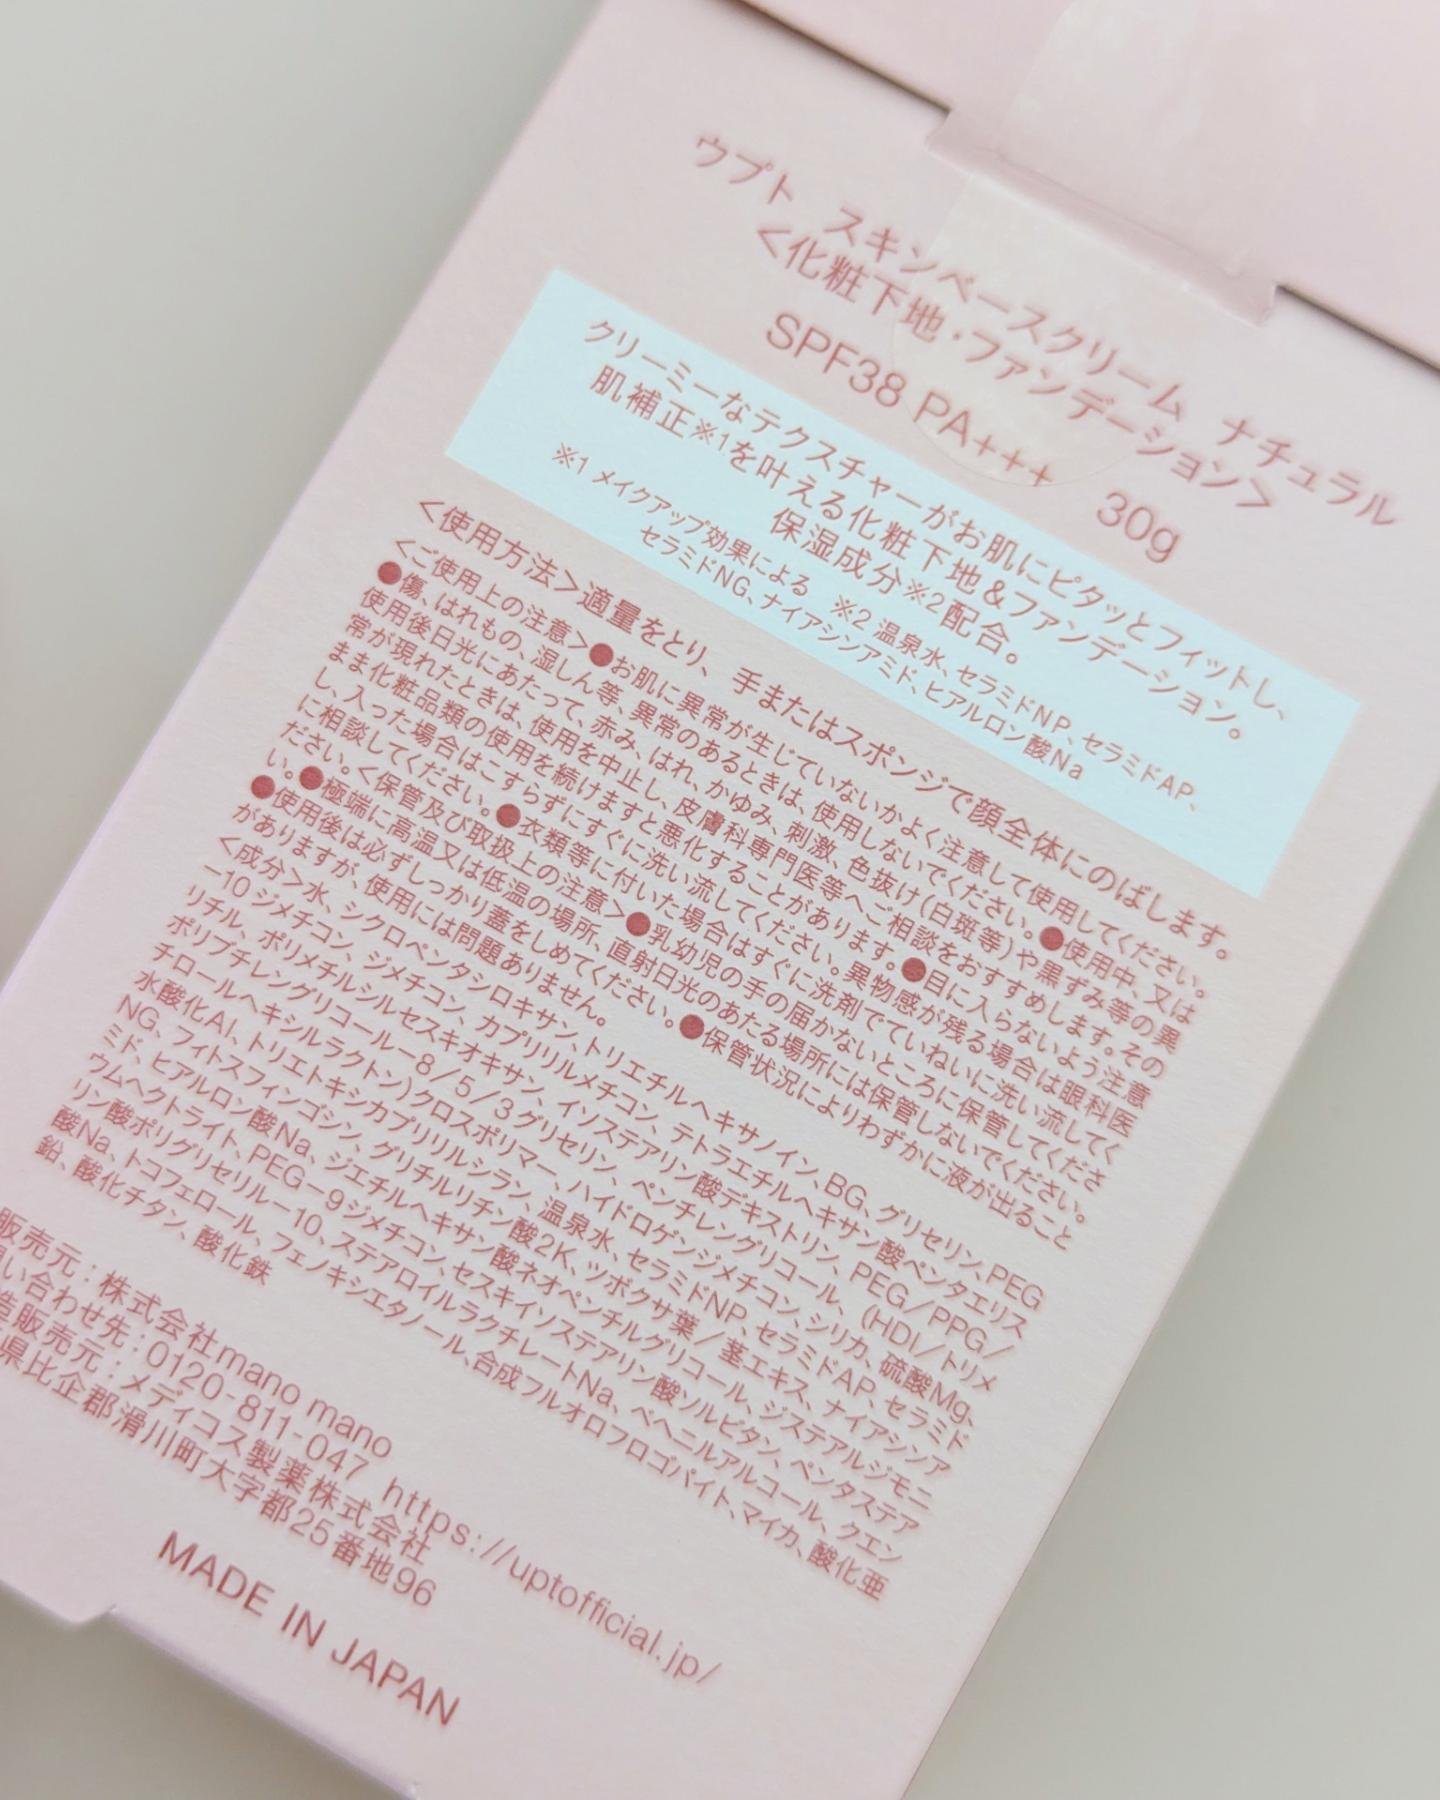 ウプト　スキンベースクリーム　ナチュラル
＜化粧下地・ファンデーション＞
SPF38 PA+++　30g
クリーミーなテクスチャーがお肌にピタッとフィットし、
肌補正※1を叶える化粧下地&ファンデーション。
保湿成分※2配合。
※1 メイクアップ効果による　※2 温泉水、セラミドNP、セラミドAP、
セラミドNG、ナイアシンアミド、ヒアルロン酸Na
＜使用方法＞適量をとり、手またはスポンジで顔全体にのばします。
＜ご使用上の注意＞●お肌に異常が生じていないかよく注意して使用してください。
●傷、はれもの、湿しん等、異常のあるときは、使用しないでください。●使用中、又は
使用後日光にあたって、赤み、はれ、かゆみ、刺激、色抜け(白斑等)や黒ずみ等の異
常が現れたときは、使用を中止し、皮膚科専門医等へご相談をおすすめします。その
まま化粧品類の使用を続けますと悪化することがあります。●目に入らないよう注意
し、入った場合はこすらずにすぐに洗い流してください。異物感が残る場合は眼科医
に相談してください。●衣類等に付いた場合はすぐに洗剤でていねいに洗い流してく
ださい。＜保管及び取扱上の注意＞●乳幼児の手の届かないところに保管してくださ
い。●極端に高温又は低温の場所、直射日光のあたる場所には保管しないでください。
●使用後は必ずしっかり蓋をしめてください。●保管状況によりわずかに液が出ること
がありますが、使用には問題ありません。
＜成分＞水、シクロペンタシロキサン、トリエチルヘキサノイン、BG、グリセリン、PEG
－10ジメチコン、ジメチコン、カプリリルメチコン、テトラエチルヘキサン酸ペンタエリス
リチル、ポリメチルシルセスキオキサン、イソステアリン酸デキストリン、PEG／PPG／
ポリブチレングリコール－8／5／3グリセリン、ペンチレングリコール、(HDI／トリメ
チロールヘキシルラクトン)クロスポリマー、ハイドロゲンジメチコン、シリカ、硫酸Mg、
水酸化Al、トリエトキシカプリリルシラン、温泉水、セラミドNP、セラミドAP、セラミド
NG、フィトスフィンゴシン、グリチルリチン酸2K、ツボクサ葉／茎エキス、ナイアシンア
ミド、ヒアルロン酸Na、ジエチルヘキサン酸ネオペンチルグリコール、ジステアルジモニ
ウムヘクトライト、PEG－9ジメチコン、セスキイソステアリン酸ソルビタン、ペンタステア
リン酸ポリグリセリル－10、ステアロイルラクチレートNa、ベヘニルアルコール、クエン
酸Na、トコフェロール、フェノキシエタノール、合成フルオロフロゴパイト、マイカ、酸化亜
鉛、酸化チタン、酸化鉄
販売元：株式会社mano mano
い合わせ先：0120-811-047 https://uptofficial.jp/
造販売元：メディコス製薬株式会社
県比企郡滑川町大字都25番地96
MADE IN JAPAN